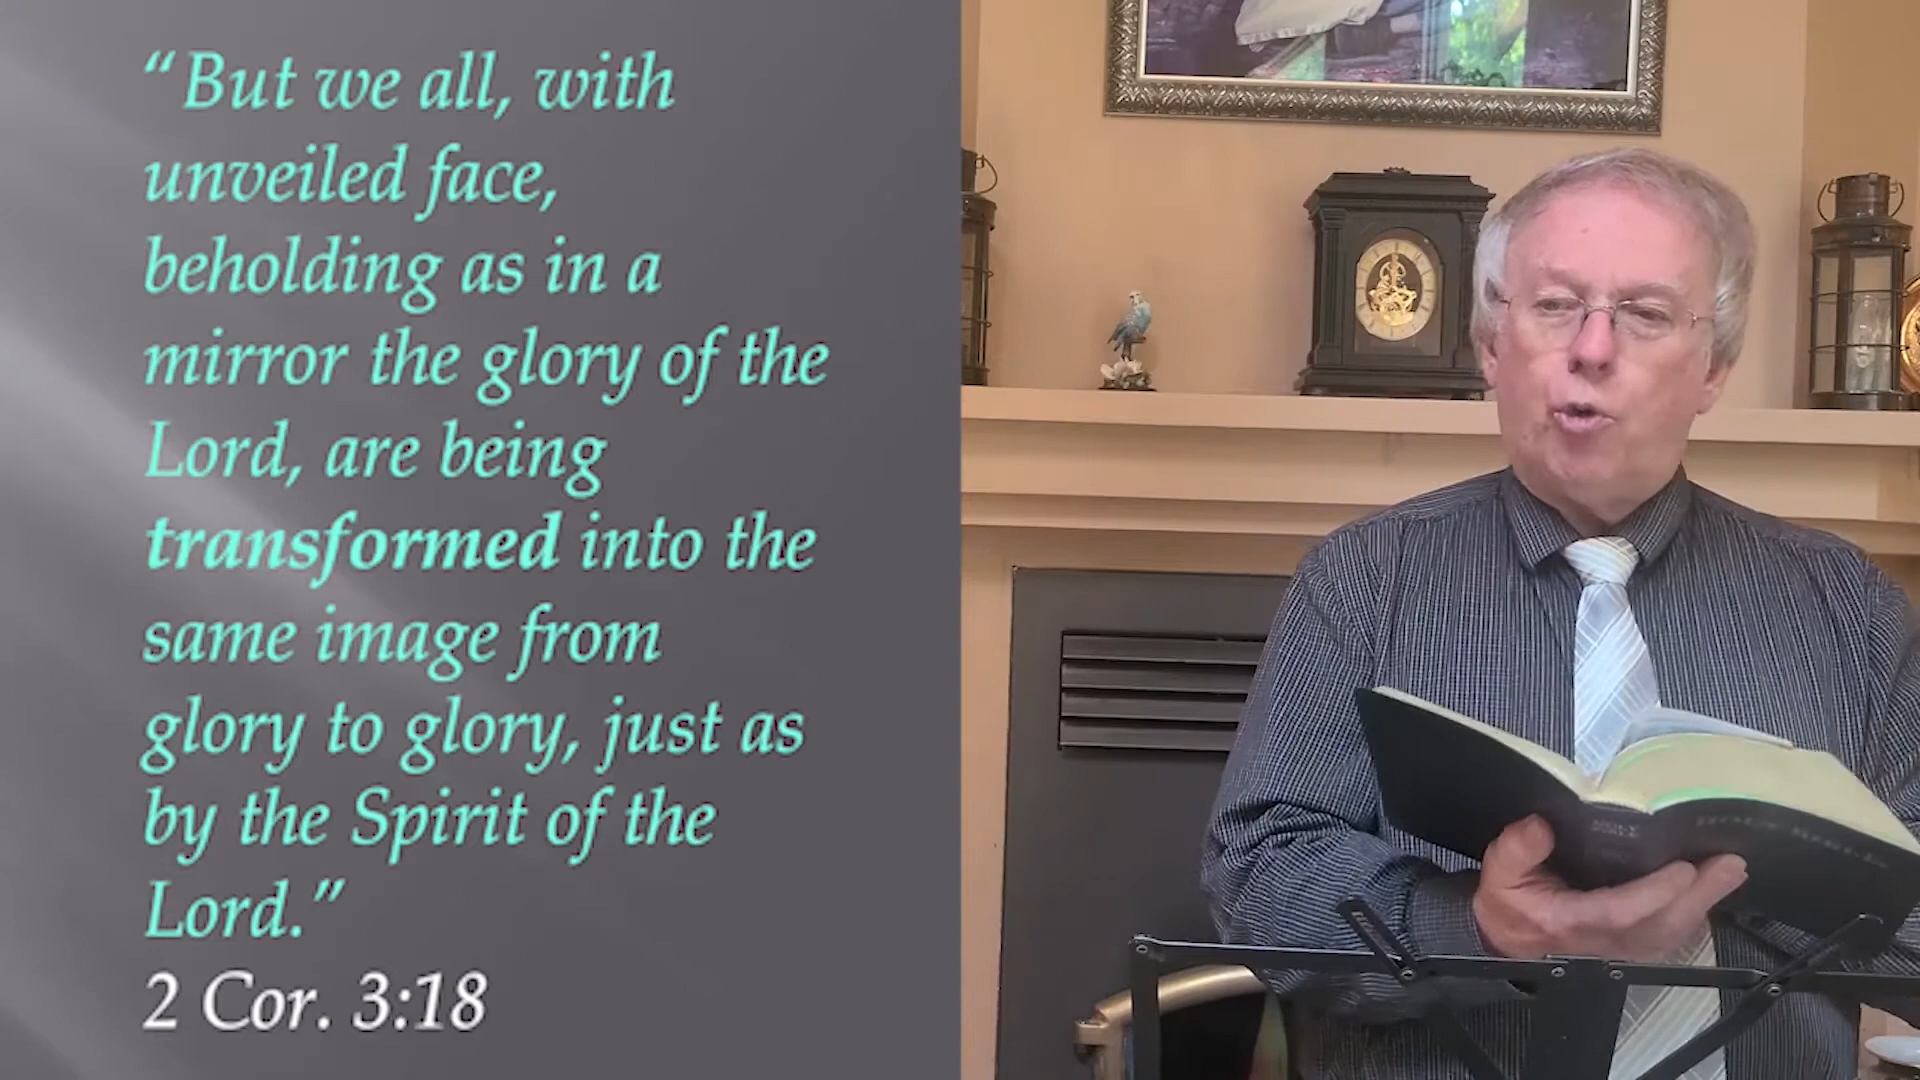 “But we all, with
unveiled face,
beholding as in a
mirror the glory of the
Lord, are being
transformed into the
same image from
glory to glory, just as
by the Spirit of the
Lord.”
2 Cor. 3:18